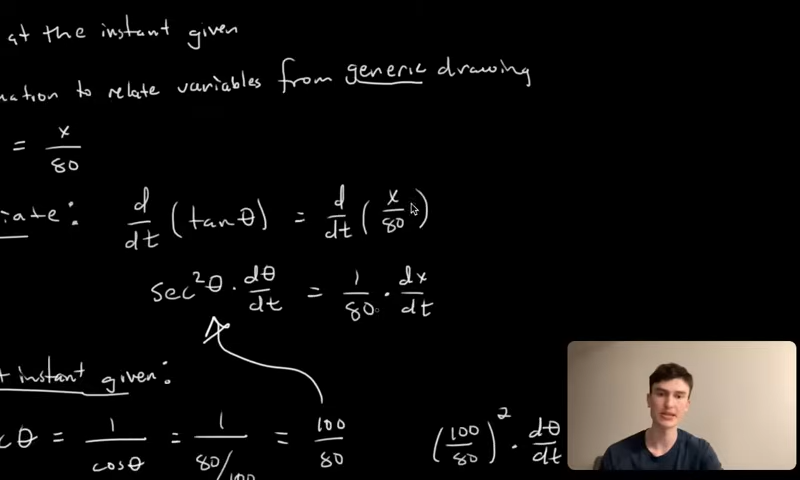 at the instant given
equation to relate variables from generic drawing
= x/80
iate: d/dt (tanθ) = d/dt (x/80)
sec²θ · dθ/dt = 1/80 · dx/dt
t instant given:
cθ = 1/cosθ = 1/(80/100) = 100/80 (100/80)² · dθ/dt